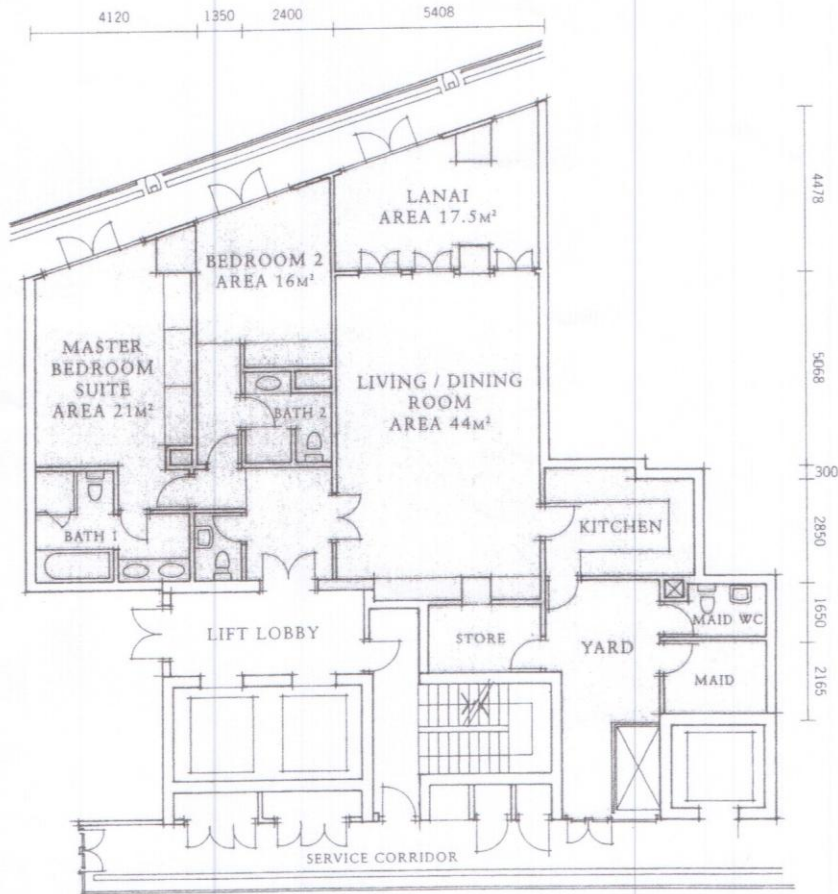 4120
1350
2400
5408
LANAI
AREA 17.5M²
4478
BEDROOM 2
AREA 16M²
MASTER
BEDROOM
SUITE
AREA 21M²
LIVING / DINING
ROOM
AREA 44M²
5068
BATH 2
300
BATH 1
KITCHEN
2850
LIFT LOBBY
STORE
YARD
MAID WC
1650
MAID
2165
SERVICE CORRIDOR